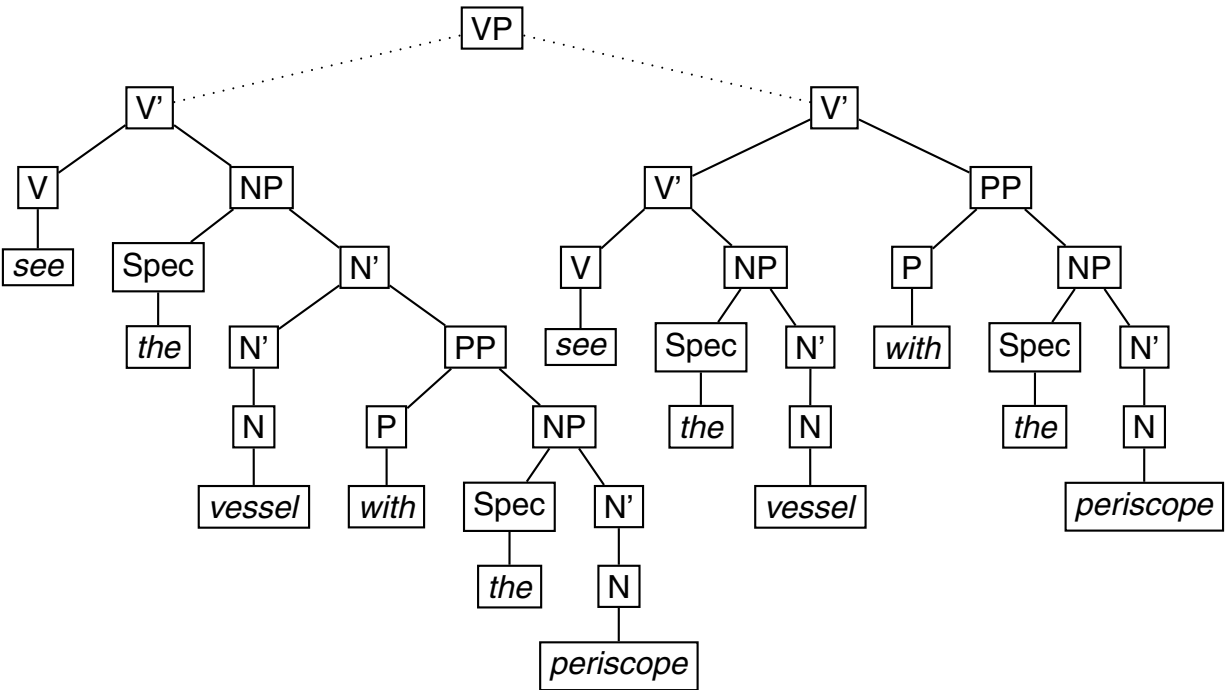 VP
V’ V’
V NP V’ PP
see Spec N’ V NP P NP
the N’ PP see Spec N’ with Spec N’
N P NP the N the N
vessel with Spec N’ vessel periscope
the N
periscope